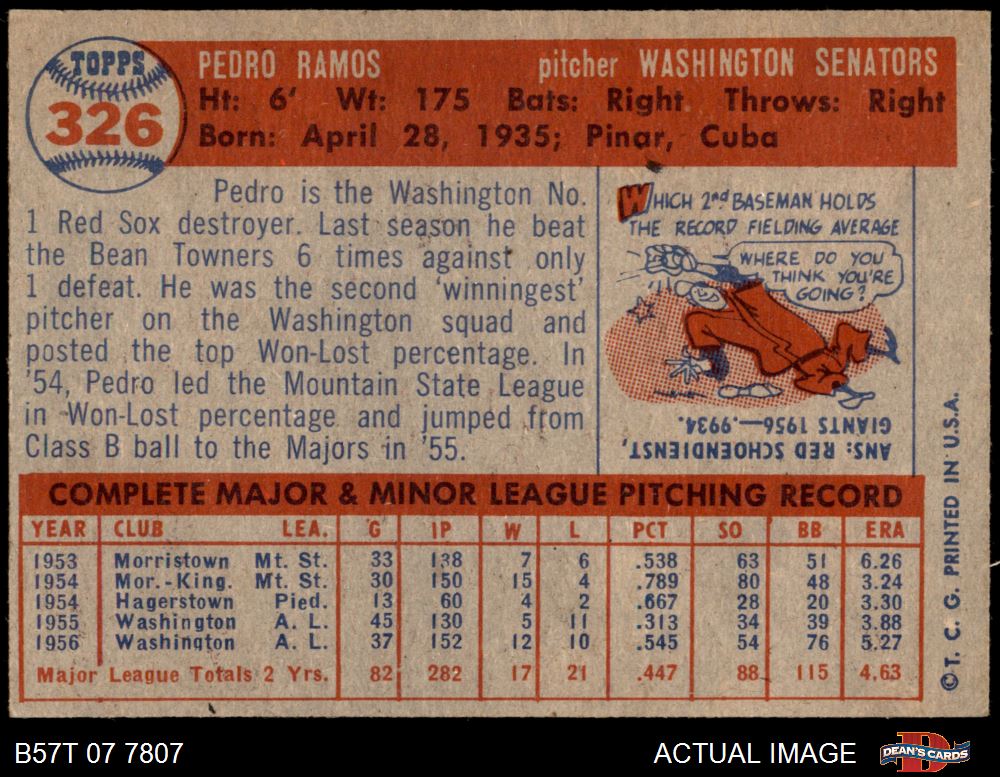 TOPPS
326
PEDRO RAMOS pitcher WASHINGTON SENATORS
Ht: 6' Wt: 175 Bats: Right Throws: Right
Born: April 28, 1935; Pinar, Cuba
Pedro is the Washington No.
1 Red Sox destroyer. Last season he beat
the Bean Towners 6 times against only
1 defeat. He was the second 'winningest'
pitcher on the Washington squad and
posted the top Won-Lost percentage. In
'54, Pedro led the Mountain State League
in Won-Lost percentage and jumped from
Class B ball to the Majors in '55.
WHICH 2nd BASEMAN HOLDS
THE RECORD FIELDING AVERAGE
WHERE DO YOU
THINK YOU'RE
GOING?
ANS: RED SCHOENDIENST,
GIANTS 1956—.9934.
COMPLETE MAJOR & MINOR LEAGUE PITCHING RECORD
YEAR CLUB LEA. G IP W L PCT SO BB ERA
1953 Morristown Mt. St. 33 138 7 6 .538 63 51 6.26
1954 Mor.-King. Mt. St. 30 150 15 4 .789 80 48 3.24
1954 Hagerstown Pied. 13 60 4 2 .667 28 20 3.30
1955 Washington A. L. 45 130 5 11 .313 34 39 3.88
1956 Washington A. L. 37 152 12 10 .545 54 76 5.27
Major League Totals 2 Yrs. 82 282 17 21 .447 88 115 4.63
©T. C. G. PRINTED IN U.S.A.
B57T 07 7807 ACTUAL IMAGE DEAN'S CARDS